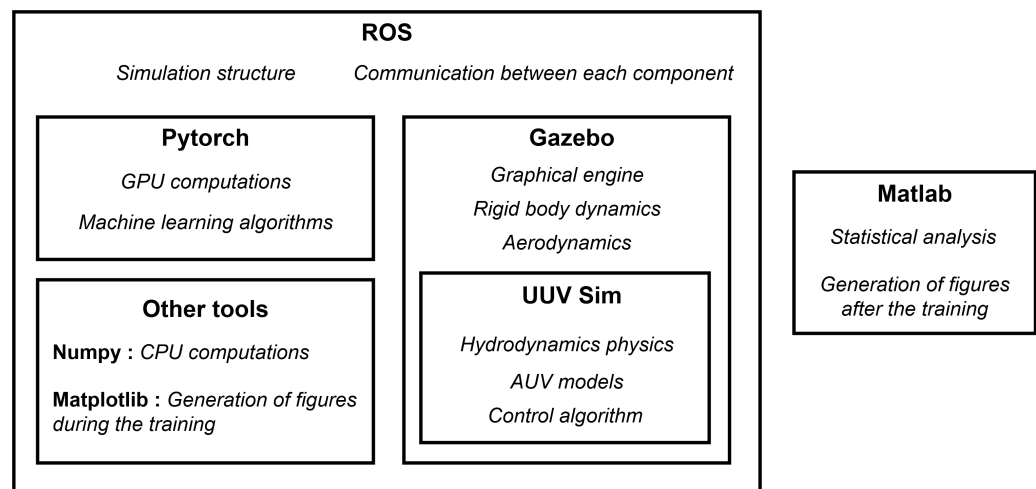 ROS
Simulation structure
Communication between each component
Pytorch
GPU computations
Machine learning algorithms
Other tools
Numpy : CPU computations
Matplotlib : Generation of figures
during the training
Gazebo
Graphical engine
Rigid body dynamics
Aerodynamics
UUV Sim
Hydrodynamics physics
AUV models
Control algorithm
Matlab
Statistical analysis
Generation of figures
after the training